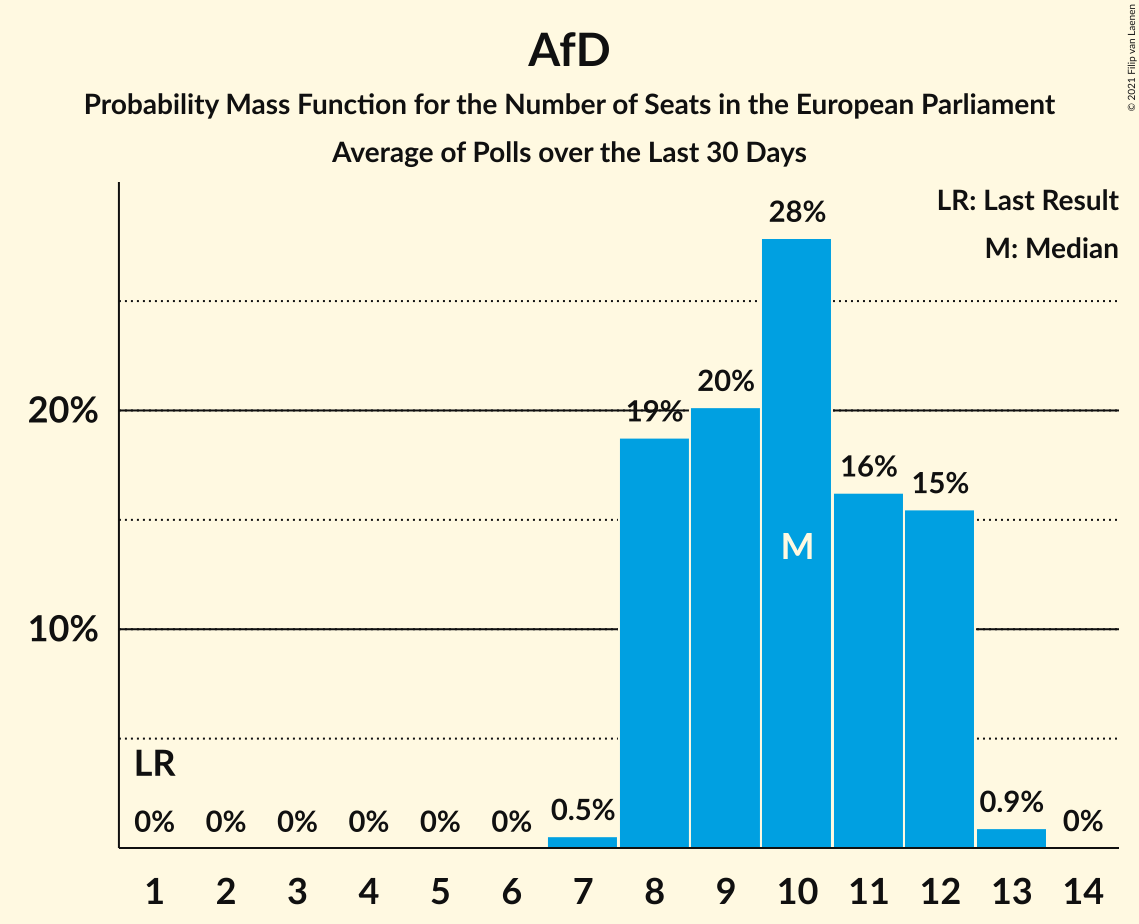 AfD
Probability Mass Function for the Number of Seats in the European Parliament
Average of Polls over the Last 30 Days
© 2021 Filip van Laenen
LR: Last Result
M: Median
28%
20%
19%
20%
16%
15%
M
10%
LR
0% 0% 0% 0% 0% 0% 0.5% 0.9% 0%
1 2 3 4 5 6 7 8 9 10 11 12 13 14